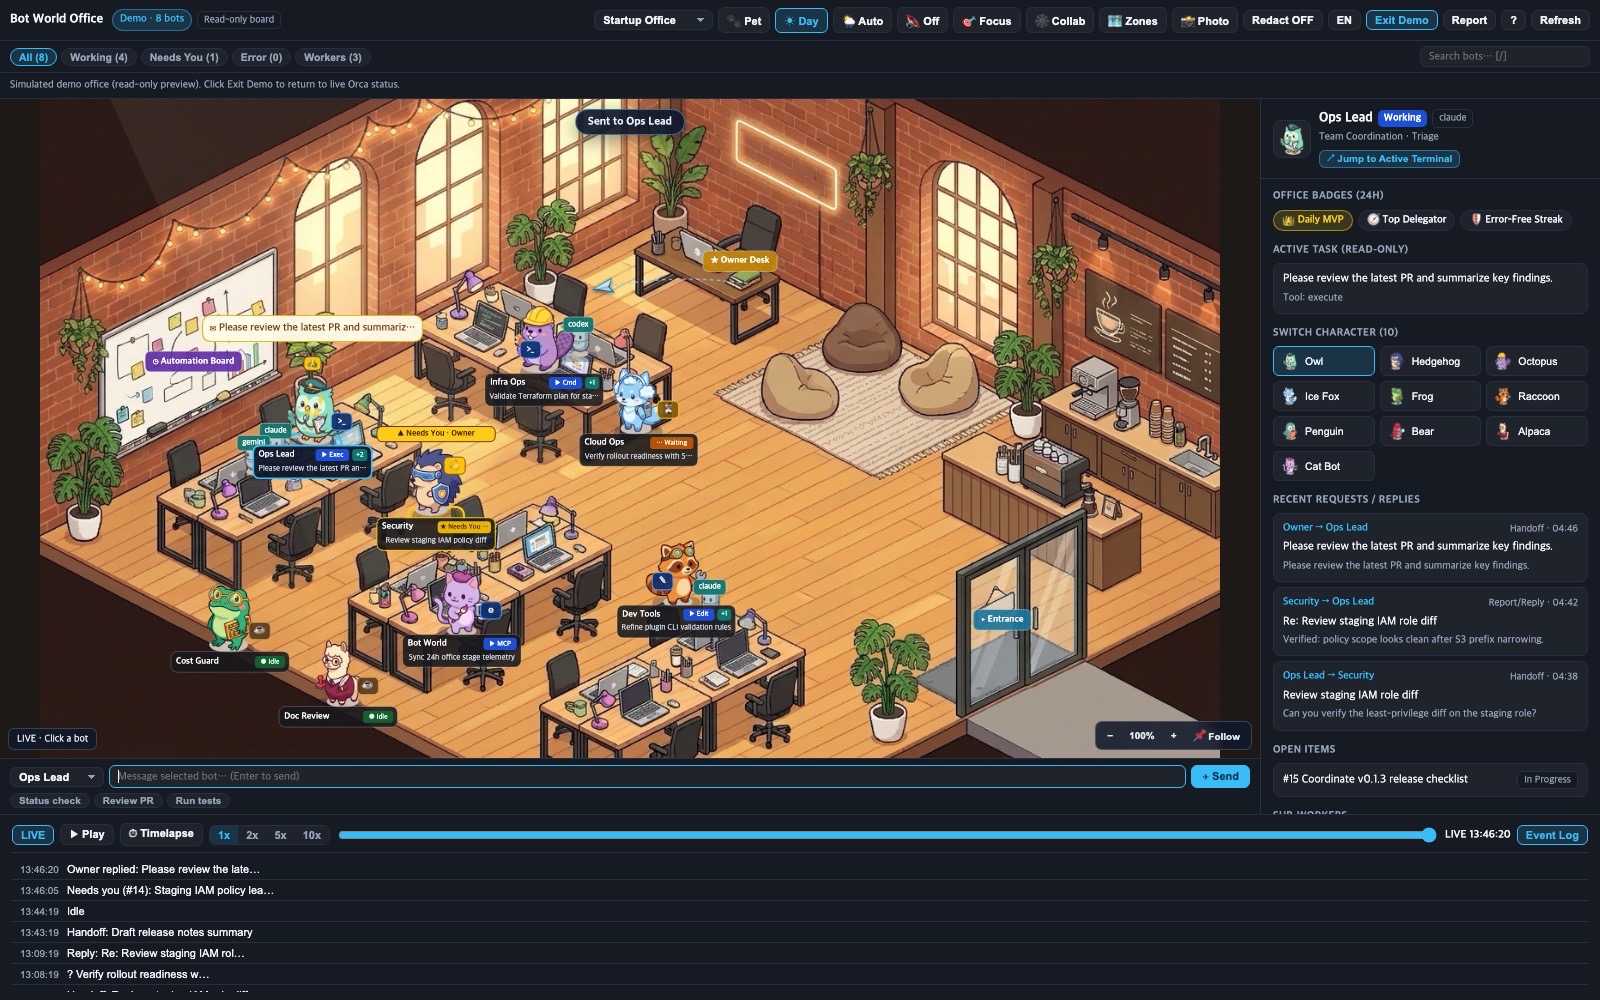 Bot World Office
Demo · 8 bots
Read-only board
Startup Office
Pet
Day
Auto
Off
Focus
Collab
Zones
Photo
Redact OFF
EN
Exit Demo
Report
?
Refresh
All (8)
Working (4)
Needs You (1)
Error (0)
Workers (3)
Search bots… [/]
Simulated demo office (read-only preview). Click Exit Demo to return to live Orca status.
Sent to Ops Lead
★ Owner Desk
Please review the latest PR and summariz…
Automation Board
codex
>_
Infra Ops
▶ Cmd
+1
Validate Terraform plan for sta…
Cloud Ops
··· Waiting
Verify rollout readiness with S…
claude
gemini
>_
Ops Lead
▶ Exec
+2
Please review the latest PR an…
▲ Needs You · Owner
Security
★ Needs You …
Review staging IAM policy diff
Bot World
▶ MCP
Sync 24h office stage telemetry
claude
Dev Tools
▶ Edit
+1
Refine plugin CLI validation rules
Cost Guard
● Idle
Doc Review
● Idle
Entrance
LIVE · Click a bot
−
100%
+
Follow
Ops Lead
Message selected bot… (Enter to send)
Send
Status check
Review PR
Run tests
Ops Lead
Working
claude
Team Coordination · Triage
↗ Jump to Active Terminal
OFFICE BADGES (24H)
Daily MVP
Top Delegator
Error-Free Streak
ACTIVE TASK (READ-ONLY)
Please review the latest PR and summarize key findings.
Tool: execute
SWITCH CHARACTER (10)
Owl
Hedgehog
Octopus
Ice Fox
Frog
Raccoon
Penguin
Bear
Alpaca
Cat Bot
RECENT REQUESTS / REPLIES
Owner → Ops Lead
Handoff · 04:46
Please review the latest PR and summarize key findings.
Please review the latest PR and summarize key findings.
Security → Ops Lead
Report/Reply · 04:42
Re: Review staging IAM role diff
Verified: policy scope looks clean after S3 prefix narrowing.
Ops Lead → Security
Handoff · 04:38
Review staging IAM role diff
Can you verify the least-privilege diff on the staging role?
OPEN ITEMS
#15 Coordinate v0.1.3 release checklist
In Progress
LIVE
▶ Play
Timelapse
1x
2x
5x
10x
LIVE 13:46:20
Event Log
13:46:20 Owner replied: Please review the late…
13:46:05 Needs you (#14): Staging IAM policy lea…
13:44:19 Idle
13:43:19 Handoff: Draft release notes summary
13:09:19 Reply: Re: Review staging IAM rol…
13:08:19 ? Verify rollout readiness w…